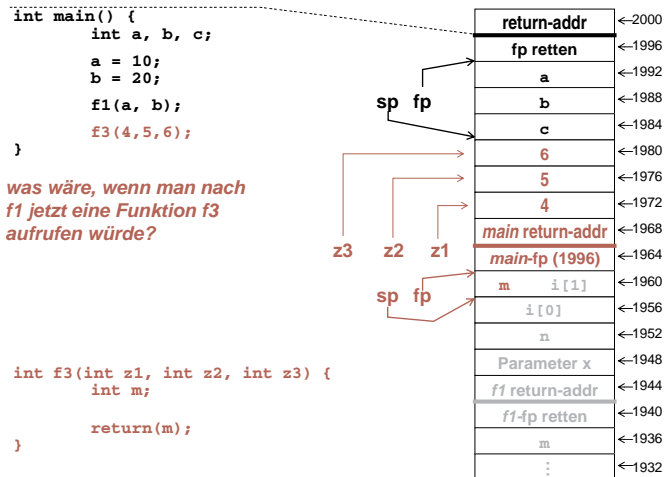 int main() {
int a, b, c;
a = 10;
b = 20;
f1(a, b);
f3(4,5,6);
}
was wäre, wenn man nach
f1 jetzt eine Funktion f3
aufrufen würde?
int f3(int z1, int z2, int z3) {
int m;
return(m);
}
sp fp
z3 z2 z1
sp fp
return-addr ←2000
fp retten ←1996
a ←1992
b ←1988
c ←1984
6 ←1980
5 ←1976
4 ←1972
main return-addr ←1968
main-fp (1996) ←1964
m i[1] ←1960
i[0] ←1956
n ←1952
Parameter x ←1948
f1 return-addr ←1944
f1-fp retten ←1940
m ←1936
⋮ ←1932